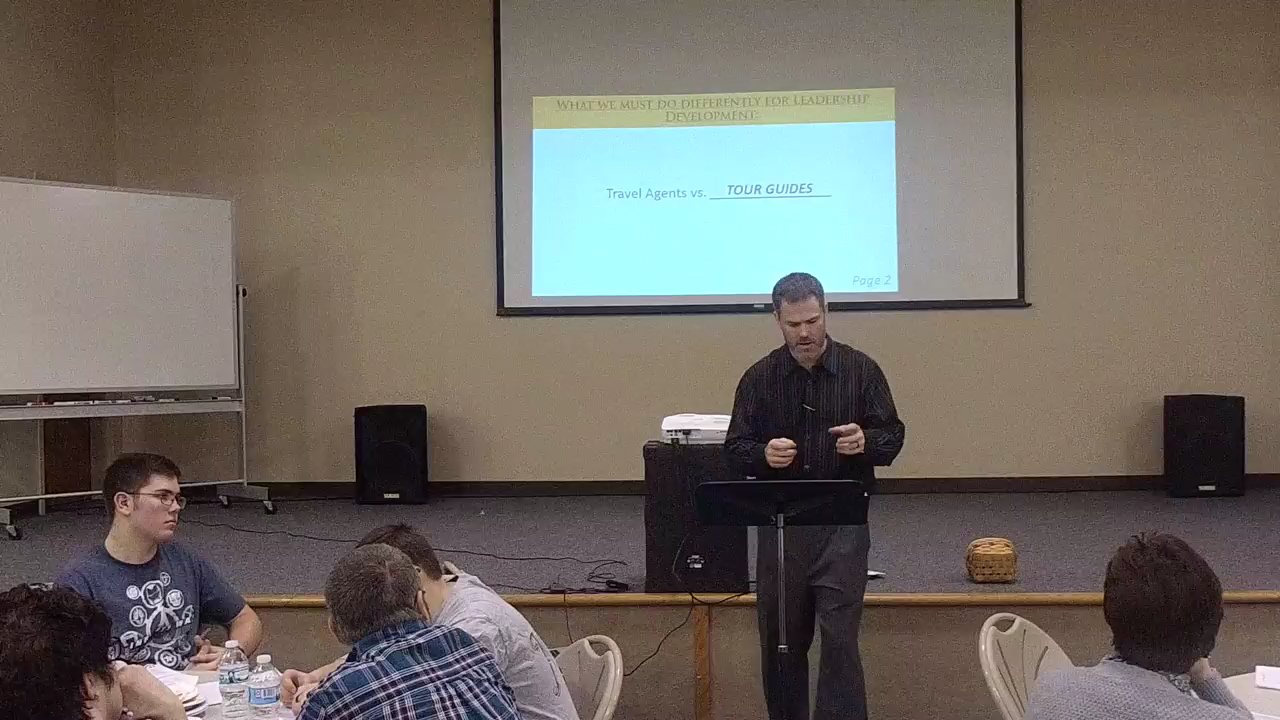 WHAT WE MUST DO DIFFERENTLY FOR LEADERSHIP
DEVELOPMENT:
Travel Agents vs. TOUR GUIDES
Page 2